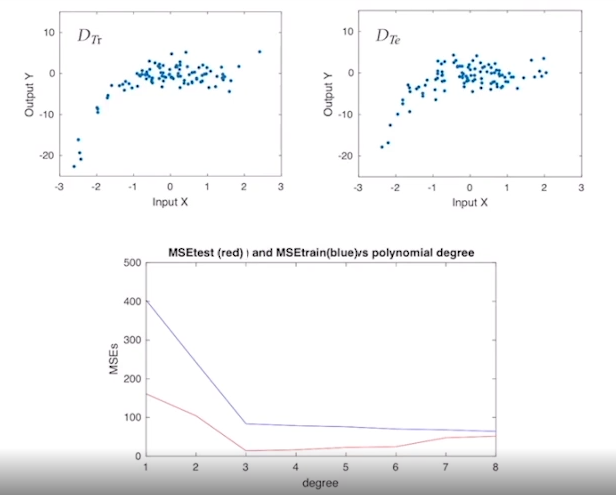 10
D_Tr
0
-10
-20
Output Y
-3 -2 -1 0 1 2 3
Input X
10
D_Te
0
-10
-20
Output Y
-3 -2 -1 0 1 2 3
Input X
MSEtest (red) ) and MSEtrain(blue)vs polynomial degree
500
400
300
200
100
0
MSEs
1 2 3 4 5 6 7 8
degree